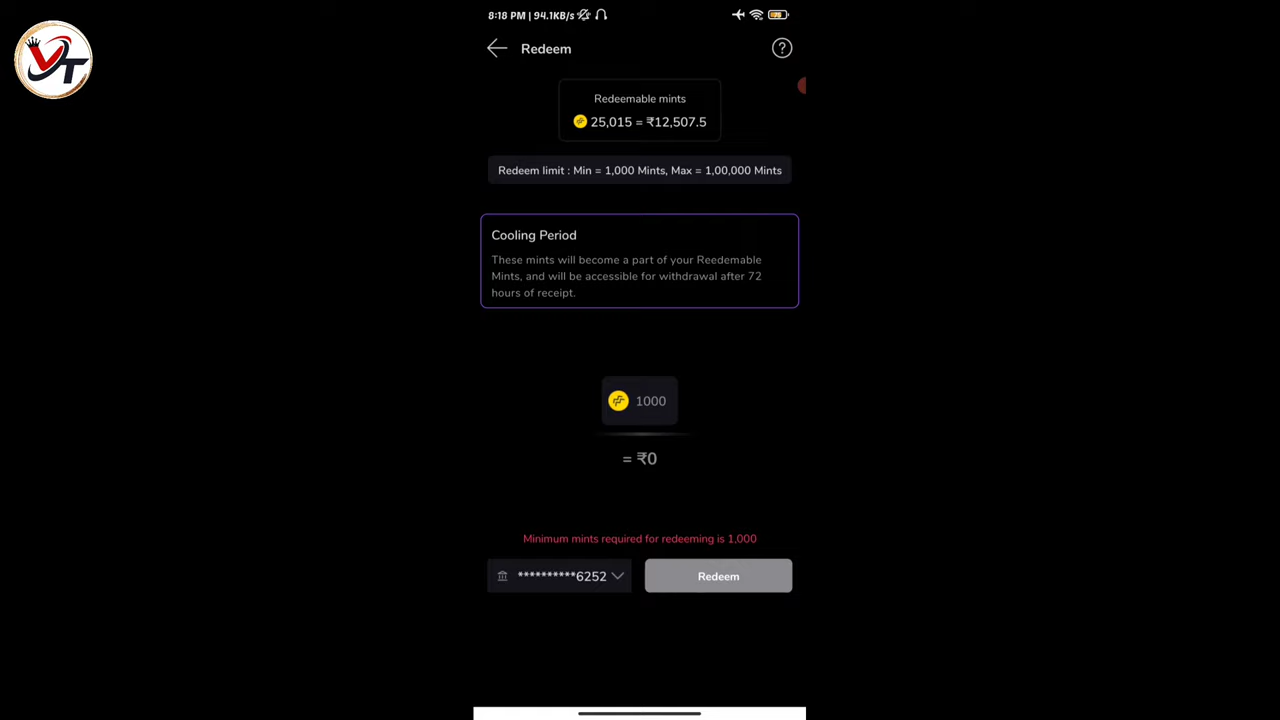 8:18 PM | 94.1KB/s
VT
Redeem
Redeemable mints
25,015 = ₹12,507.5
Redeem limit : Min = 1,000 Mints, Max = 1,00,000 Mints
Cooling Period
These mints will become a part of your Reedemable
Mints, and will be accessible for withdrawal after 72
hours of receipt.
1000
= ₹0
Minimum mints required for redeeming is 1,000
**********6252
Redeem